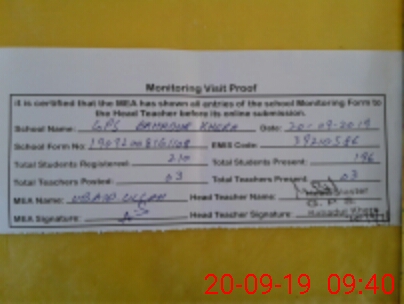 Monitoring Visit Proof
It is certified that the MEA has shown all entries of the school Monitoring Form to
the Head Teacher before its online submission.
School Name: GPS Date: 20-09-2019
School Form No: EMIS Code: 39210586
Total Students Registered: 210 Total Students Present: 196
Total Teachers Posted: 03 Total Teachers Present: 03
MEA Name: Head Teacher Name:
G. P. S
MEA Signature: Head Teacher Signature:
20-09-19 09:40